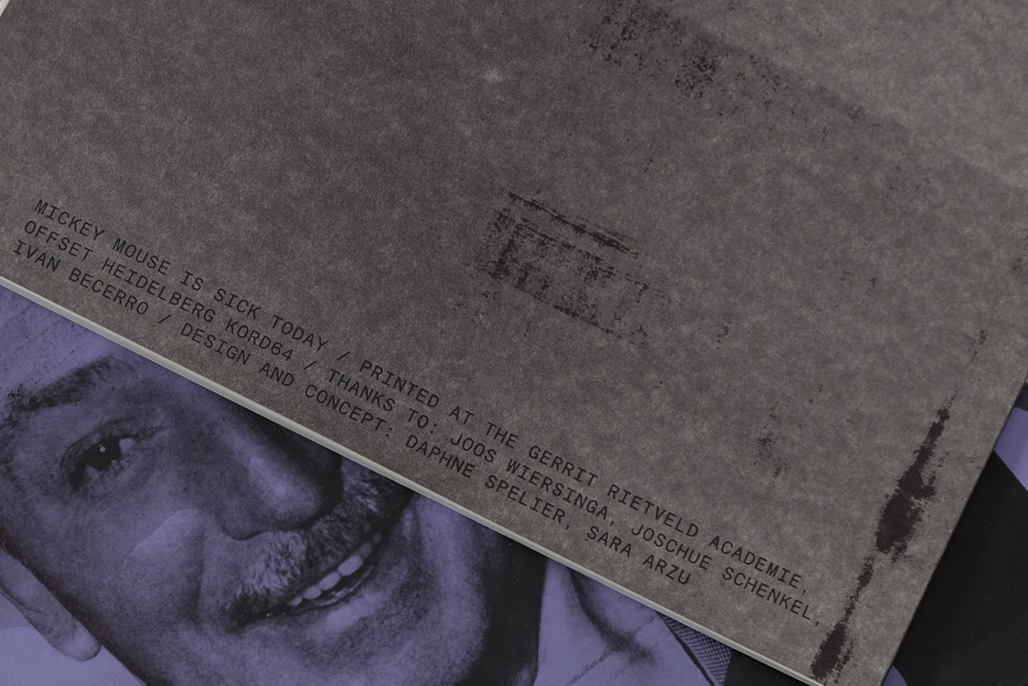 MICKEY MOUSE IS SICK TODAY / PRINTED AT THE GERRIT RIETVELD ACADEMIE,
OFFSET HEIDELBERG KORD64 / THANKS TO: JOOS WIERSINGA, JOSCHUE SCHENKEL,
IVAN BECERRO / DESIGN AND CONCEPT: DAPHNE SPELIER, SARA ARZU